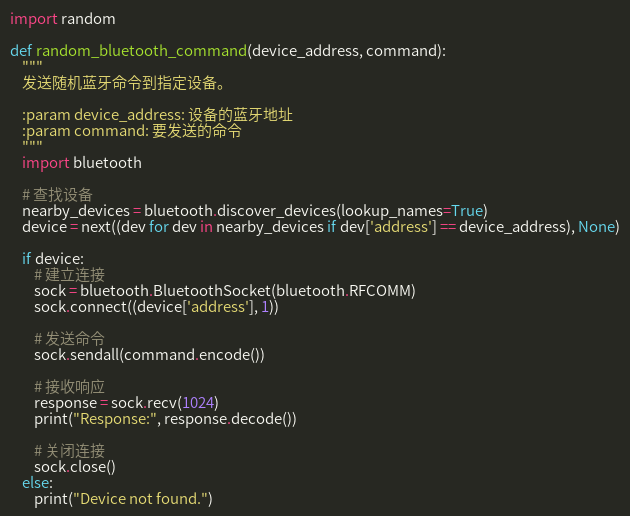 import random
def random_bluetooth_command(device_address, command):
"""
发送随机蓝牙命令到指定设备。
:param device_address: 设备的蓝牙地址
:param command: 要发送的命令
"""
import bluetooth
# 查找设备
nearby_devices = bluetooth.discover_devices(lookup_names=True)
device = next((dev for dev in nearby_devices if dev['address'] == device_address), None)
if device:
# 建立连接
sock = bluetooth.BluetoothSocket(bluetooth.RFCOMM)
sock.connect((device['address'], 1))
# 发送命令
sock.sendall(command.encode())
# 接收响应
response = sock.recv(1024)
print("Response:", response.decode())
# 关闭连接
sock.close()
else:
print("Device not found.")